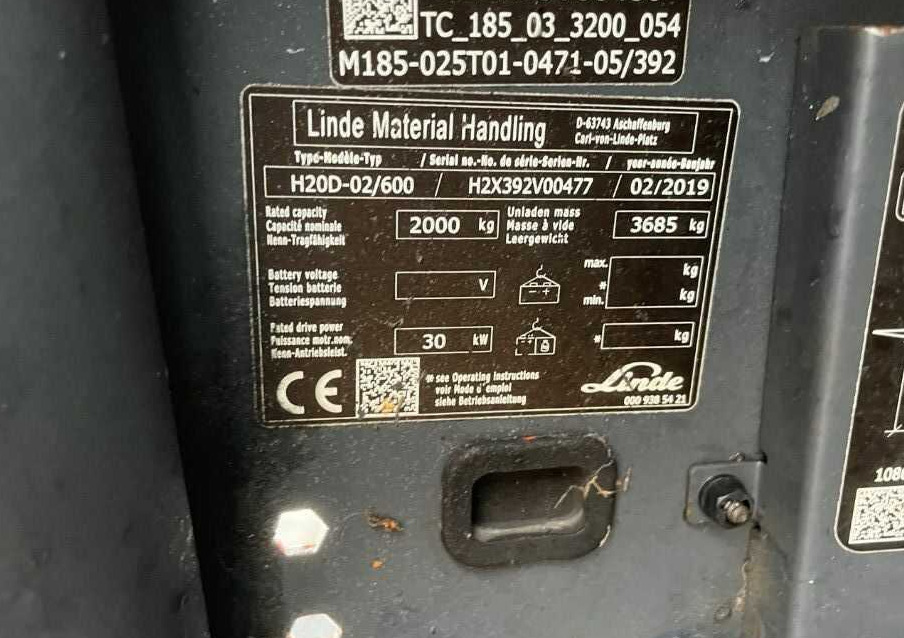 TC_185_03_3200_054
M185-025T01-0471-05/392
Linde Material Handling
D-63743 Aschaffenburg
Carl-von-Linde-Platz
Type-Modèle-Typ / Serial no.-No. de série-Serien-Nr. / year-année-Baujahr
H20D-02/600 / H2X392V00477 / 02/2019
Rated capacity
Capacité nominale
Nenn-Tragfähigkeit
2000 kg
Unladen mass
Masse à vide
Leergewicht
3685 kg
Battery voltage
Tension batterie
Batteriespannung
V
- +
max.
*
min.
kg
kg
Rated drive power
Puissance motr.nom.
Nenn-Antriebsleist.
30 kW
* kg
CE
* see Operating Instructions
voir Mode d'emploi
siehe Betriebsanleitung
Linde
000 938 54 21